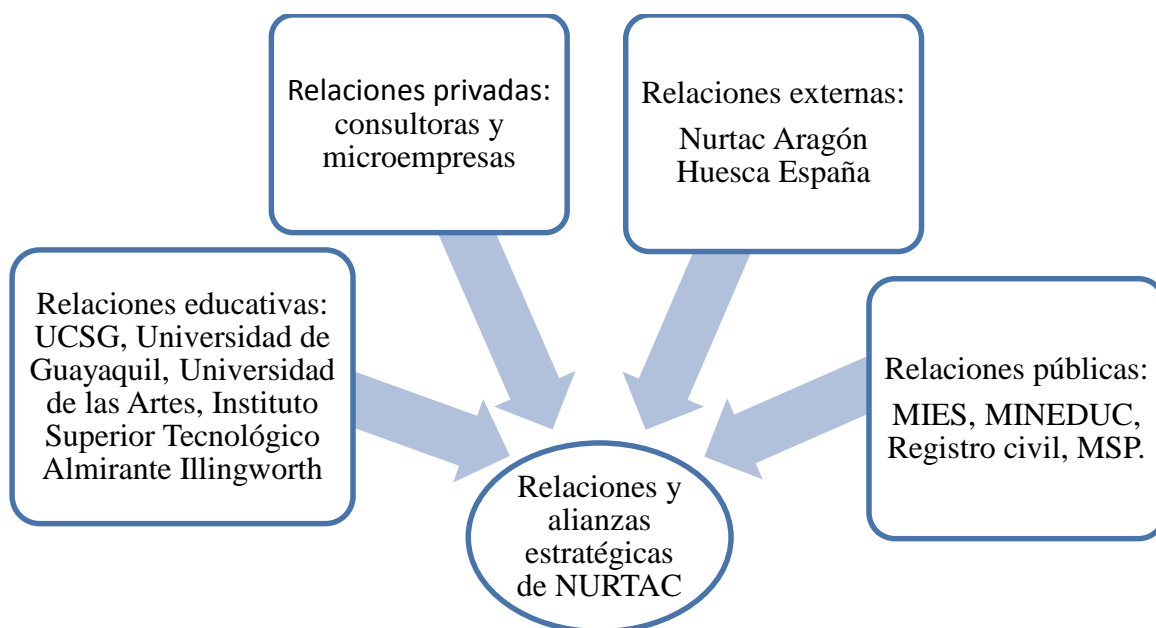 Relaciones educativas:
UCSG, Universidad de
Guayaquil, Universidad
de las Artes, Instituto
Superior Tecnológico
Almirante Illingworth
Relaciones privadas:
consultoras y
microempresas
Relaciones externas:
Nurtac Aragón
Huesca España
Relaciones públicas:
MIES, MINEDUC,
Registro civil, MSP.
Relaciones y
alianzas
estratégicas
de NURTAC